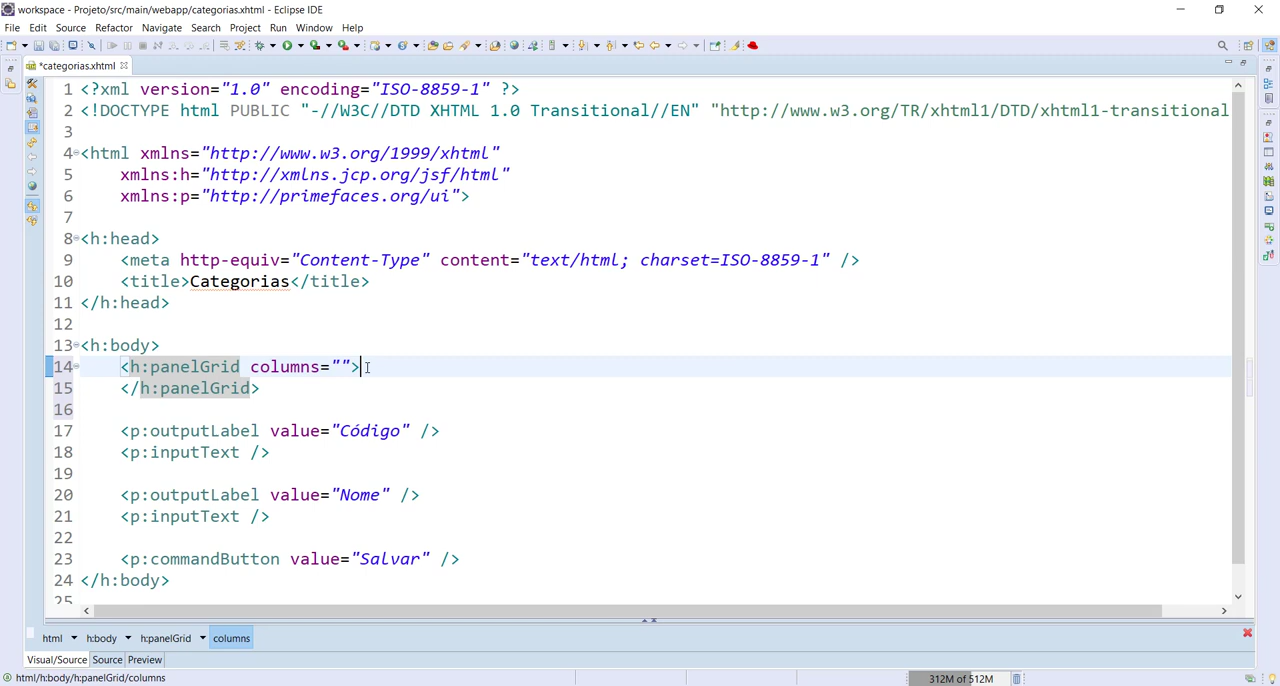 workspace - Projeto/src/main/webapp/categorias.xhtml - Eclipse IDE
File Edit Source Refactor Navigate Search Project Run Window Help
*categorias.xhtml
1 <?xml version="1.0" encoding="ISO-8859-1" ?>
2 <!DOCTYPE html PUBLIC "-//W3C//DTD XHTML 1.0 Transitional//EN" "http://www.w3.org/TR/xhtml1/DTD/xhtml1-transitional
3
4 <html xmlns="http://www.w3.org/1999/xhtml"
5     xmlns:h="http://xmlns.jcp.org/jsf/html"
6     xmlns:p="http://primefaces.org/ui">
7
8 <h:head>
9     <meta http-equiv="Content-Type" content="text/html; charset=ISO-8859-1" />
10     <title>Categorias</title>
11 </h:head>
12
13 <h:body>
14     <h:panelGrid columns="">
15     </h:panelGrid>
16
17     <p:outputLabel value="Código" />
18     <p:inputText />
19
20     <p:outputLabel value="Nome" />
21     <p:inputText />
22
23     <p:commandButton value="Salvar" />
24 </h:body>
25
html h:body h:panelGrid columns
Visual/Source Source Preview
html/h:body/h:panelGrid/columns 312M of 512M